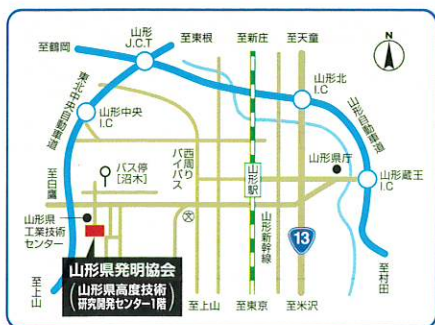 至鶴岡
山形
J.C.T
至東根
至新庄
至天童
N
東北中央自動車道
山形中央
I.C
山形北
I.C
山形自動車道
西周り
バイパス
バス停
[沼木]
山形駅
山形県庁
山形蔵王
I.C
至白鷹
山形県
工業技術
センター
文
山形新幹線
13
山形県発明協会
(山形県高度技術
研究開発センター1階)
至上山
至上山
至東京
至米沢
至村田